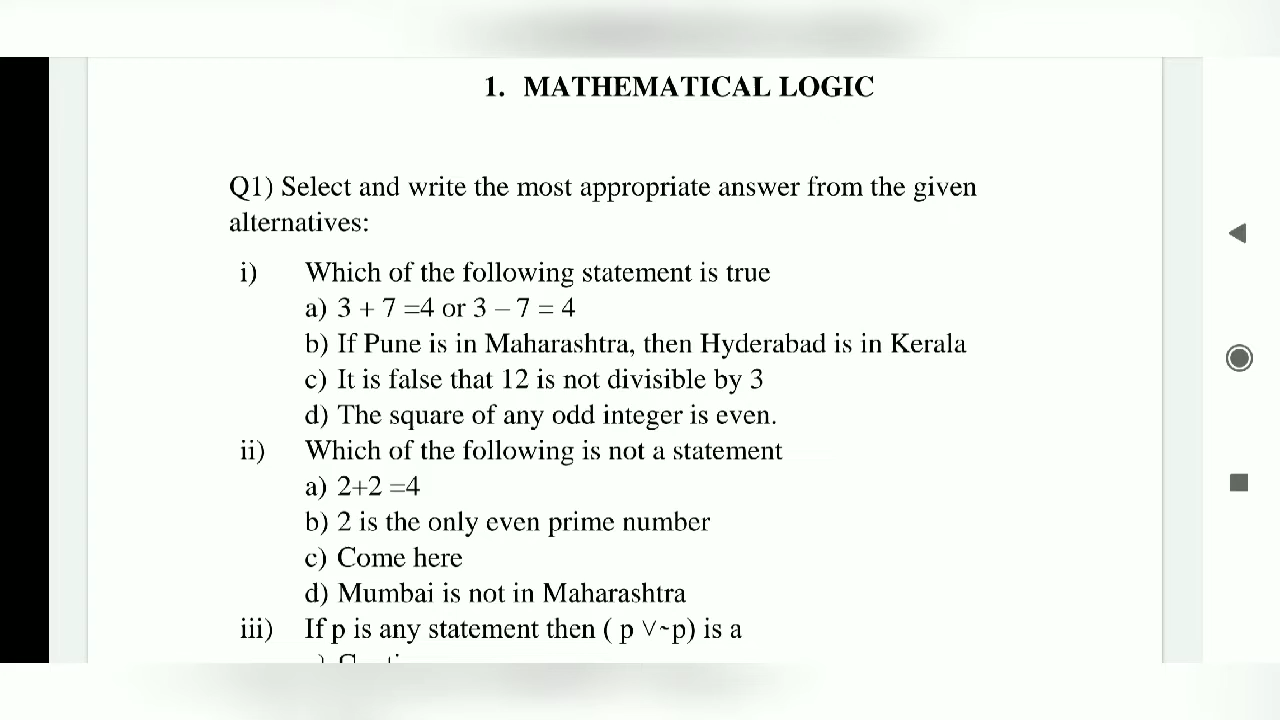 1. MATHEMATICAL LOGIC
Q1) Select and write the most appropriate answer from the given
alternatives:
i) Which of the following statement is true
a) 3 + 7 =4 or 3 – 7 = 4
b) If Pune is in Maharashtra, then Hyderabad is in Kerala
c) It is false that 12 is not divisible by 3
d) The square of any odd integer is even.
ii) Which of the following is not a statement
a) 2+2 =4
b) 2 is the only even prime number
c) Come here
d) Mumbai is not in Maharashtra
iii) If p is any statement then ( p ∨~p) is a